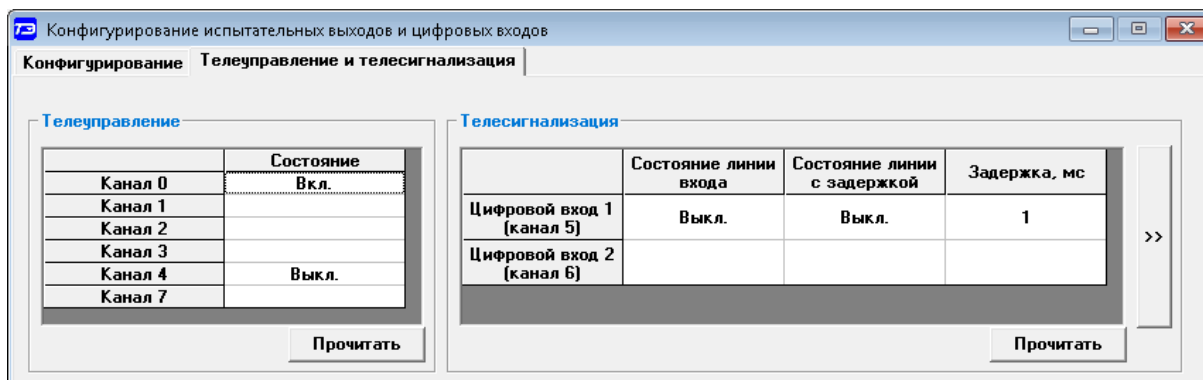 ТЭ Конфигурирование испытательных выходов и цифровых входов
Конфигурирование Телеуправление и телесигнализация
Телеуправление
Состояние
Канал 0 Вкл.
Канал 1
Канал 2
Канал 3
Канал 4 Выкл.
Канал 7
Прочитать
Телесигнализация
Состояние линии входа Состояние линии с задержкой Задержка, мс
Цифровой вход 1 (канал 5) Выкл. Выкл. 1
Цифровой вход 2 (канал 6)
>>
Прочитать